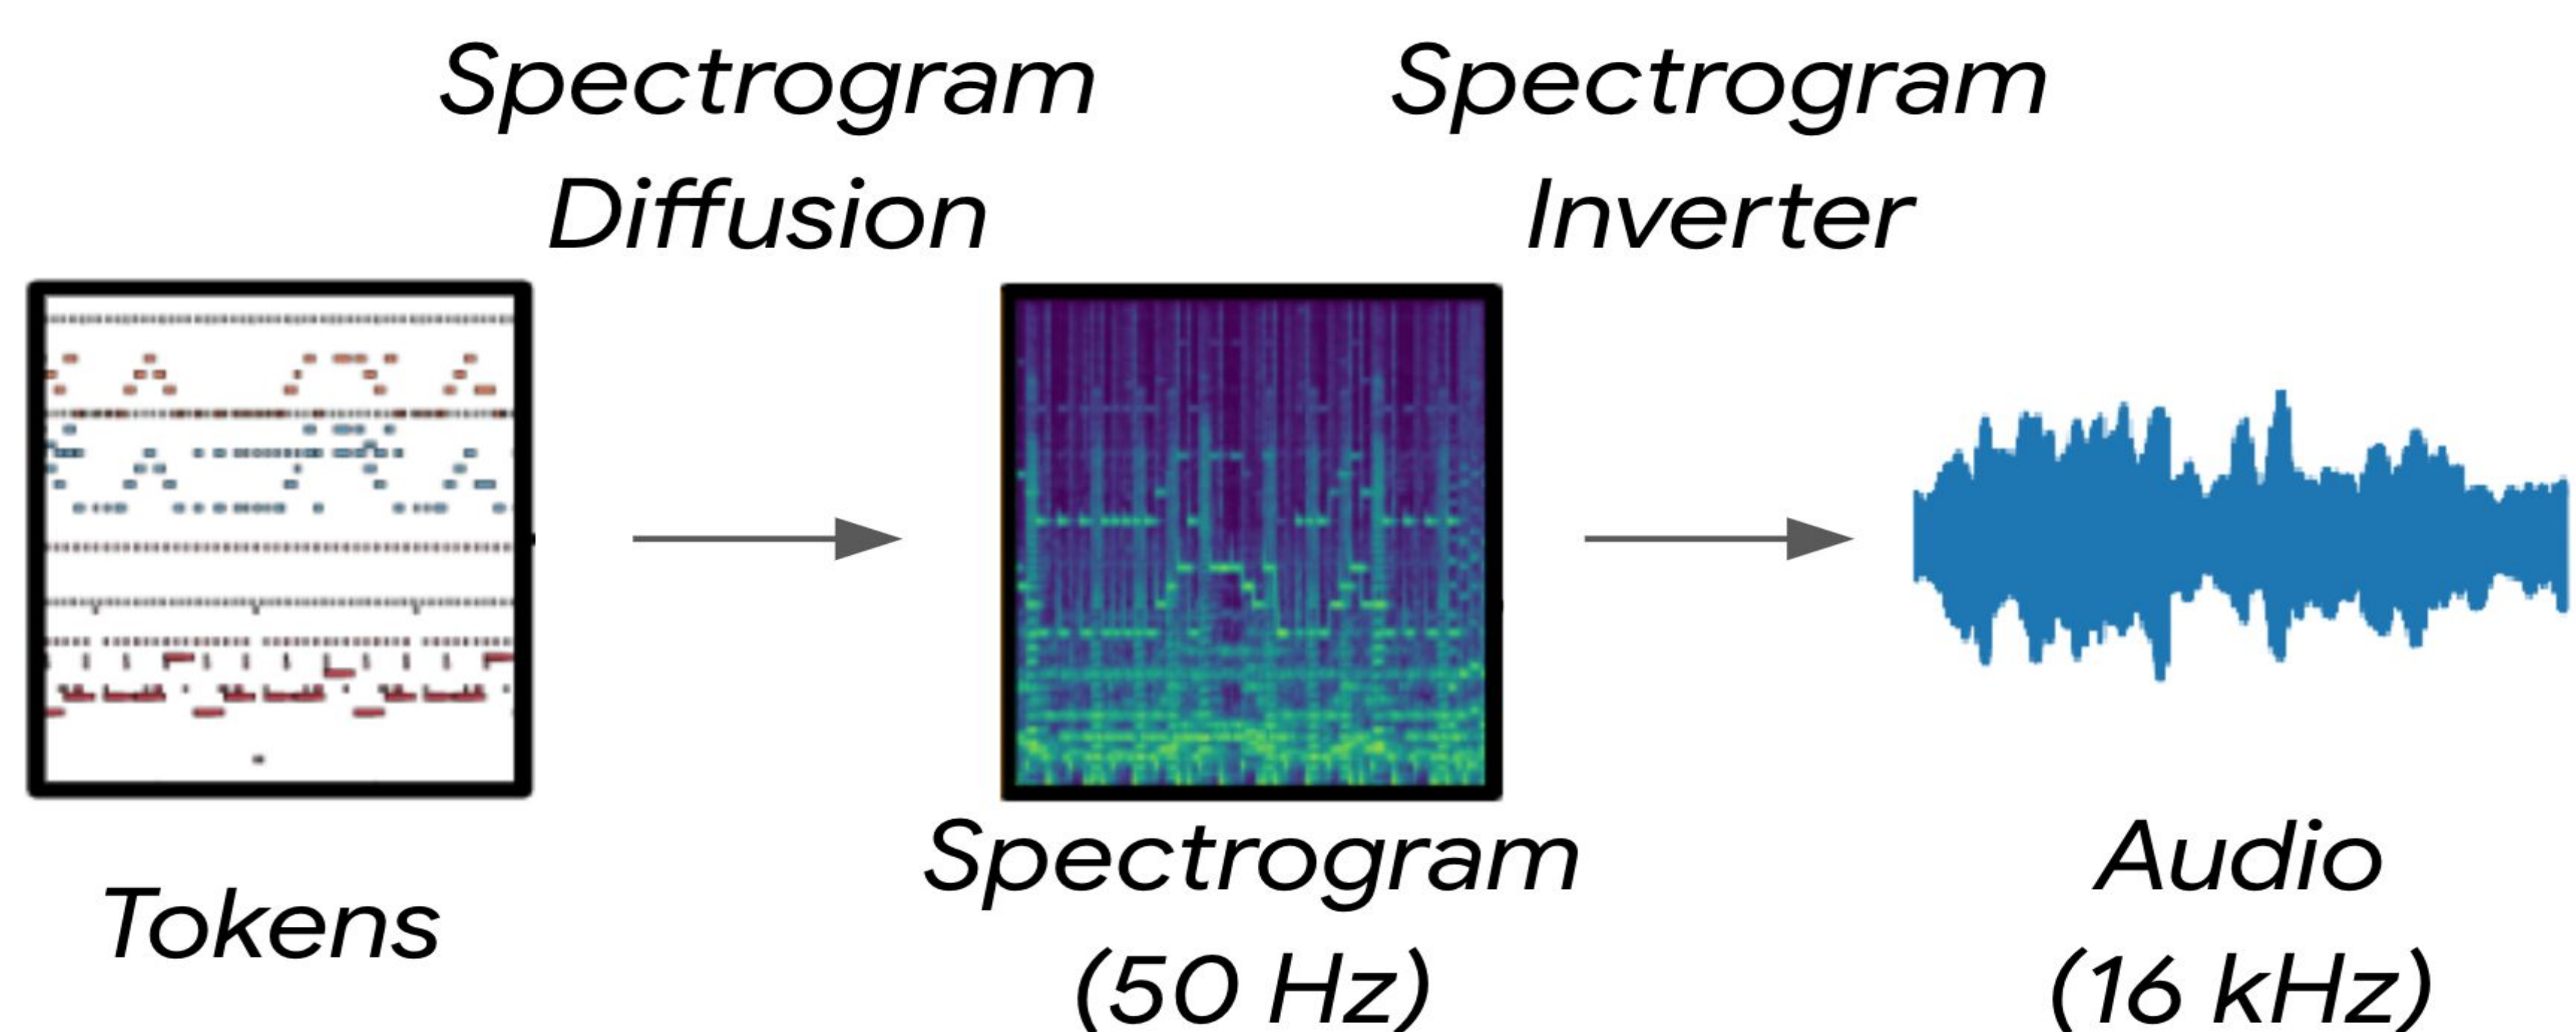 Spectrogram
Diffusion
Spectrogram
Inverter
Tokens
Spectrogram
(50 Hz)
Audio
(16 kHz)